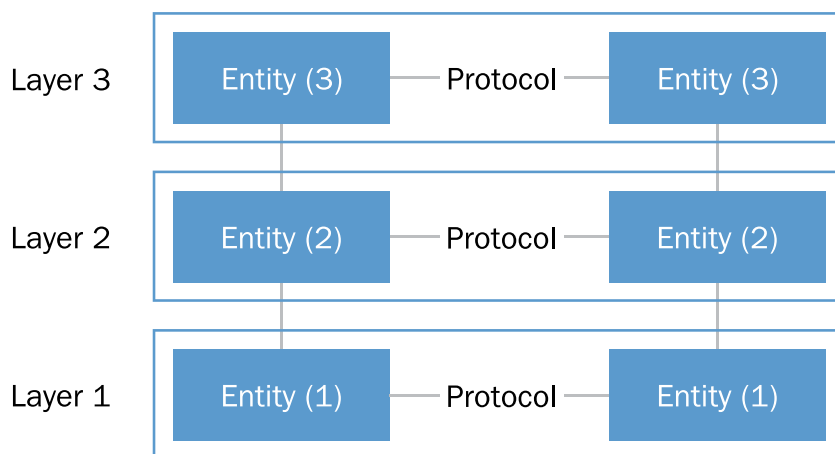 Layer 3 Entity (3) Protocol Entity (3)
Layer 2 Entity (2) Protocol Entity (2)
Layer 1 Entity (1) Protocol Entity (1)